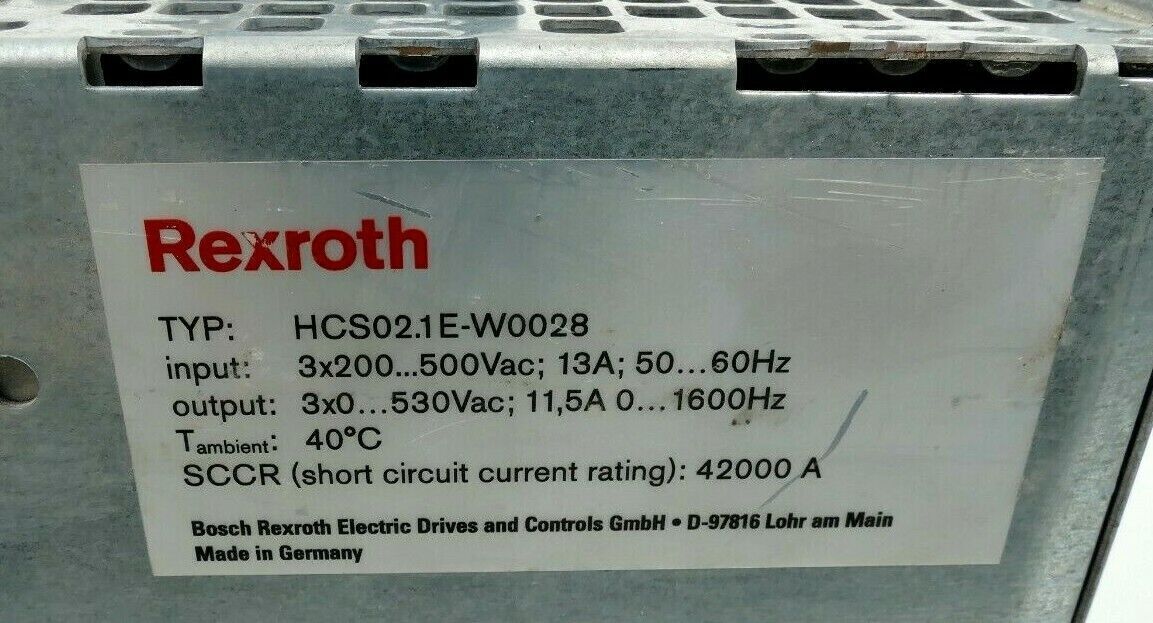 Rexroth
TYP: HCS02.1E-W0028
input: 3x200...500Vac; 13A; 50...60Hz
output: 3x0...530Vac; 11,5A 0...1600Hz
Tambient: 40°C
SCCR (short circuit current rating): 42000 A
Bosch Rexroth Electric Drives and Controls GmbH • D-97816 Lohr am Main
Made in Germany